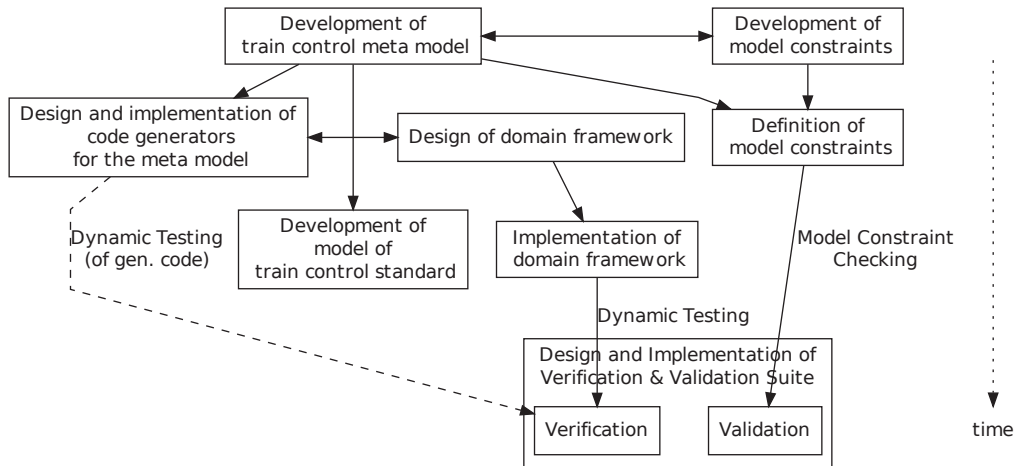 Development of
train control meta model
Development of
model constraints
Design and implementation of
code generators
for the meta model
Design of domain framework
Definition of
model constraints
Dynamic Testing
(of gen. code)
Development of
model of
train control standard
Implementation of
domain framework
Model Constraint
Checking
Dynamic Testing
Design and Implementation of
Verification & Validation Suite
Verification
Validation
time